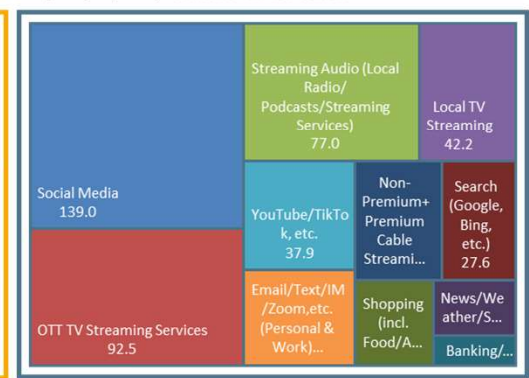 Social Media
139.0
OTT TV Streaming Services
92.5
Streaming Audio (Local
Radio/
Podcasts/Streaming
Services)
77.0
Local TV
Streaming
42.2
YouTube/TikTo
k, etc.
37.9
Non-
Premium+
Premium
Cable
Streami...
Search
(Google,
Bing,
etc.)
27.6
Email/Text/IM
/Zoom,etc.
(Personal &
Work)...
Shopping
(incl.
Food/A...
News/We
ather/S...
Banking/...